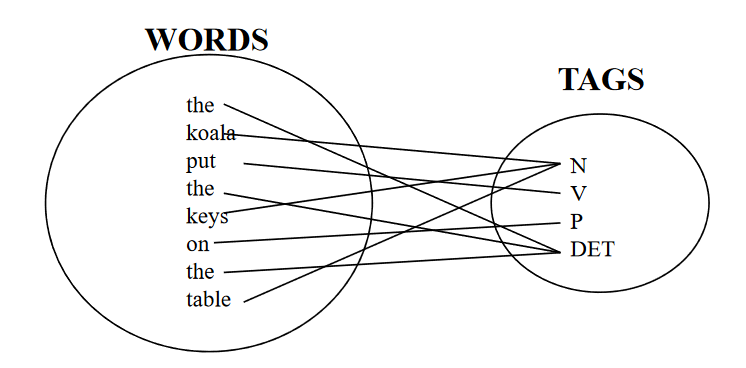 WORDS
TAGS
the
koala
put
the
keys
on
the
table
N
V
P
DET